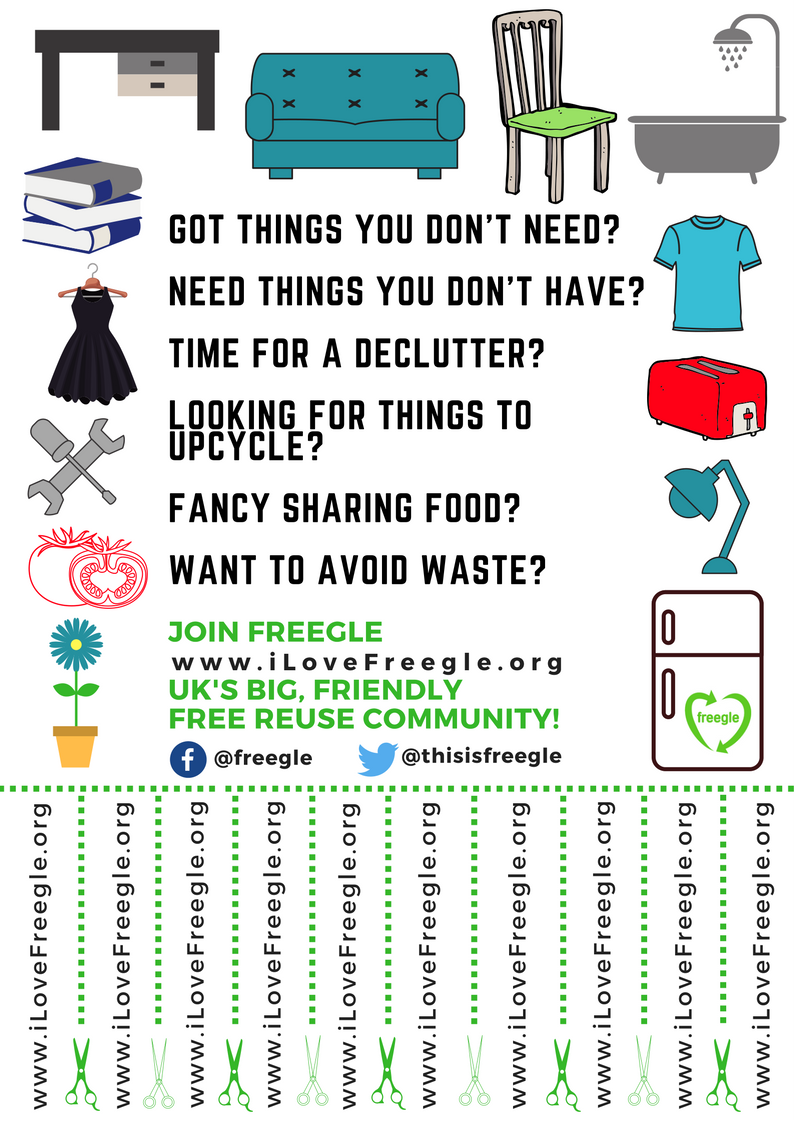 GOT THINGS YOU DON'T NEED?
NEED THINGS YOU DON'T HAVE?
TIME FOR A DECLUTTER?
LOOKING FOR THINGS TO
UPCYCLE?
FANCY SHARING FOOD?
WANT TO AVOID WASTE?
JOIN FREEGLE
www.iLoveFreegle.org
UK'S BIG, FRIENDLY
FREE REUSE COMMUNITY!
freegle
@freegle
@thisisfreegle
www.iLoveFreegle.org
www.iLoveFreegle.org
www.iLoveFreegle.org
www.iLoveFreegle.org
www.iLoveFreegle.org
www.iLoveFreegle.org
www.iLoveFreegle.org
www.iLoveFreegle.org
www.iLoveFreegle.org
www.iLoveFreegle.org